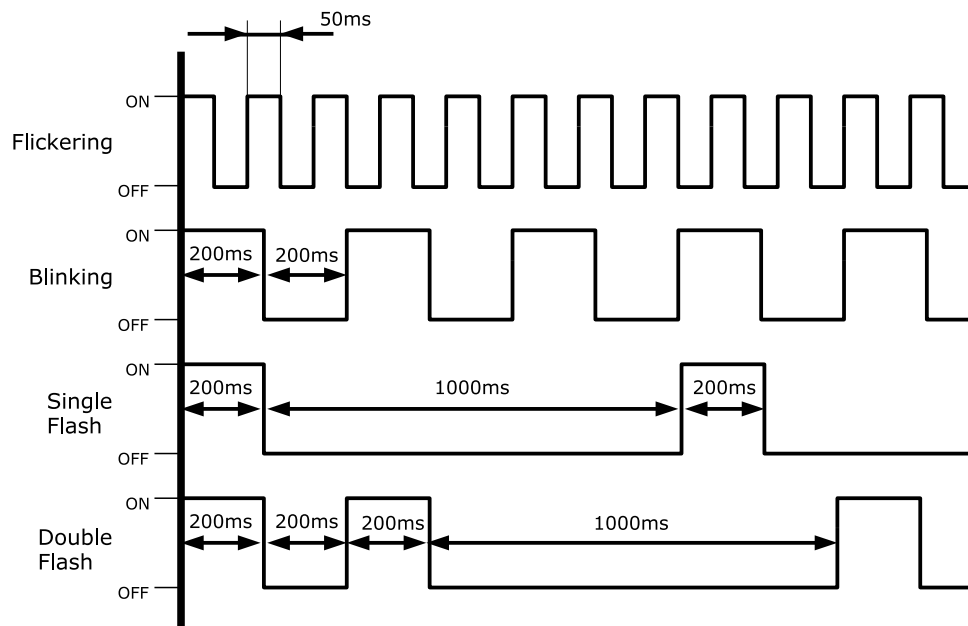 50ms
ON
Flickering
OFF
ON
200ms 200ms
Blinking
OFF
ON
200ms 1000ms 200ms
Single
Flash
OFF
ON
200ms 200ms 200ms 1000ms
Double
Flash
OFF